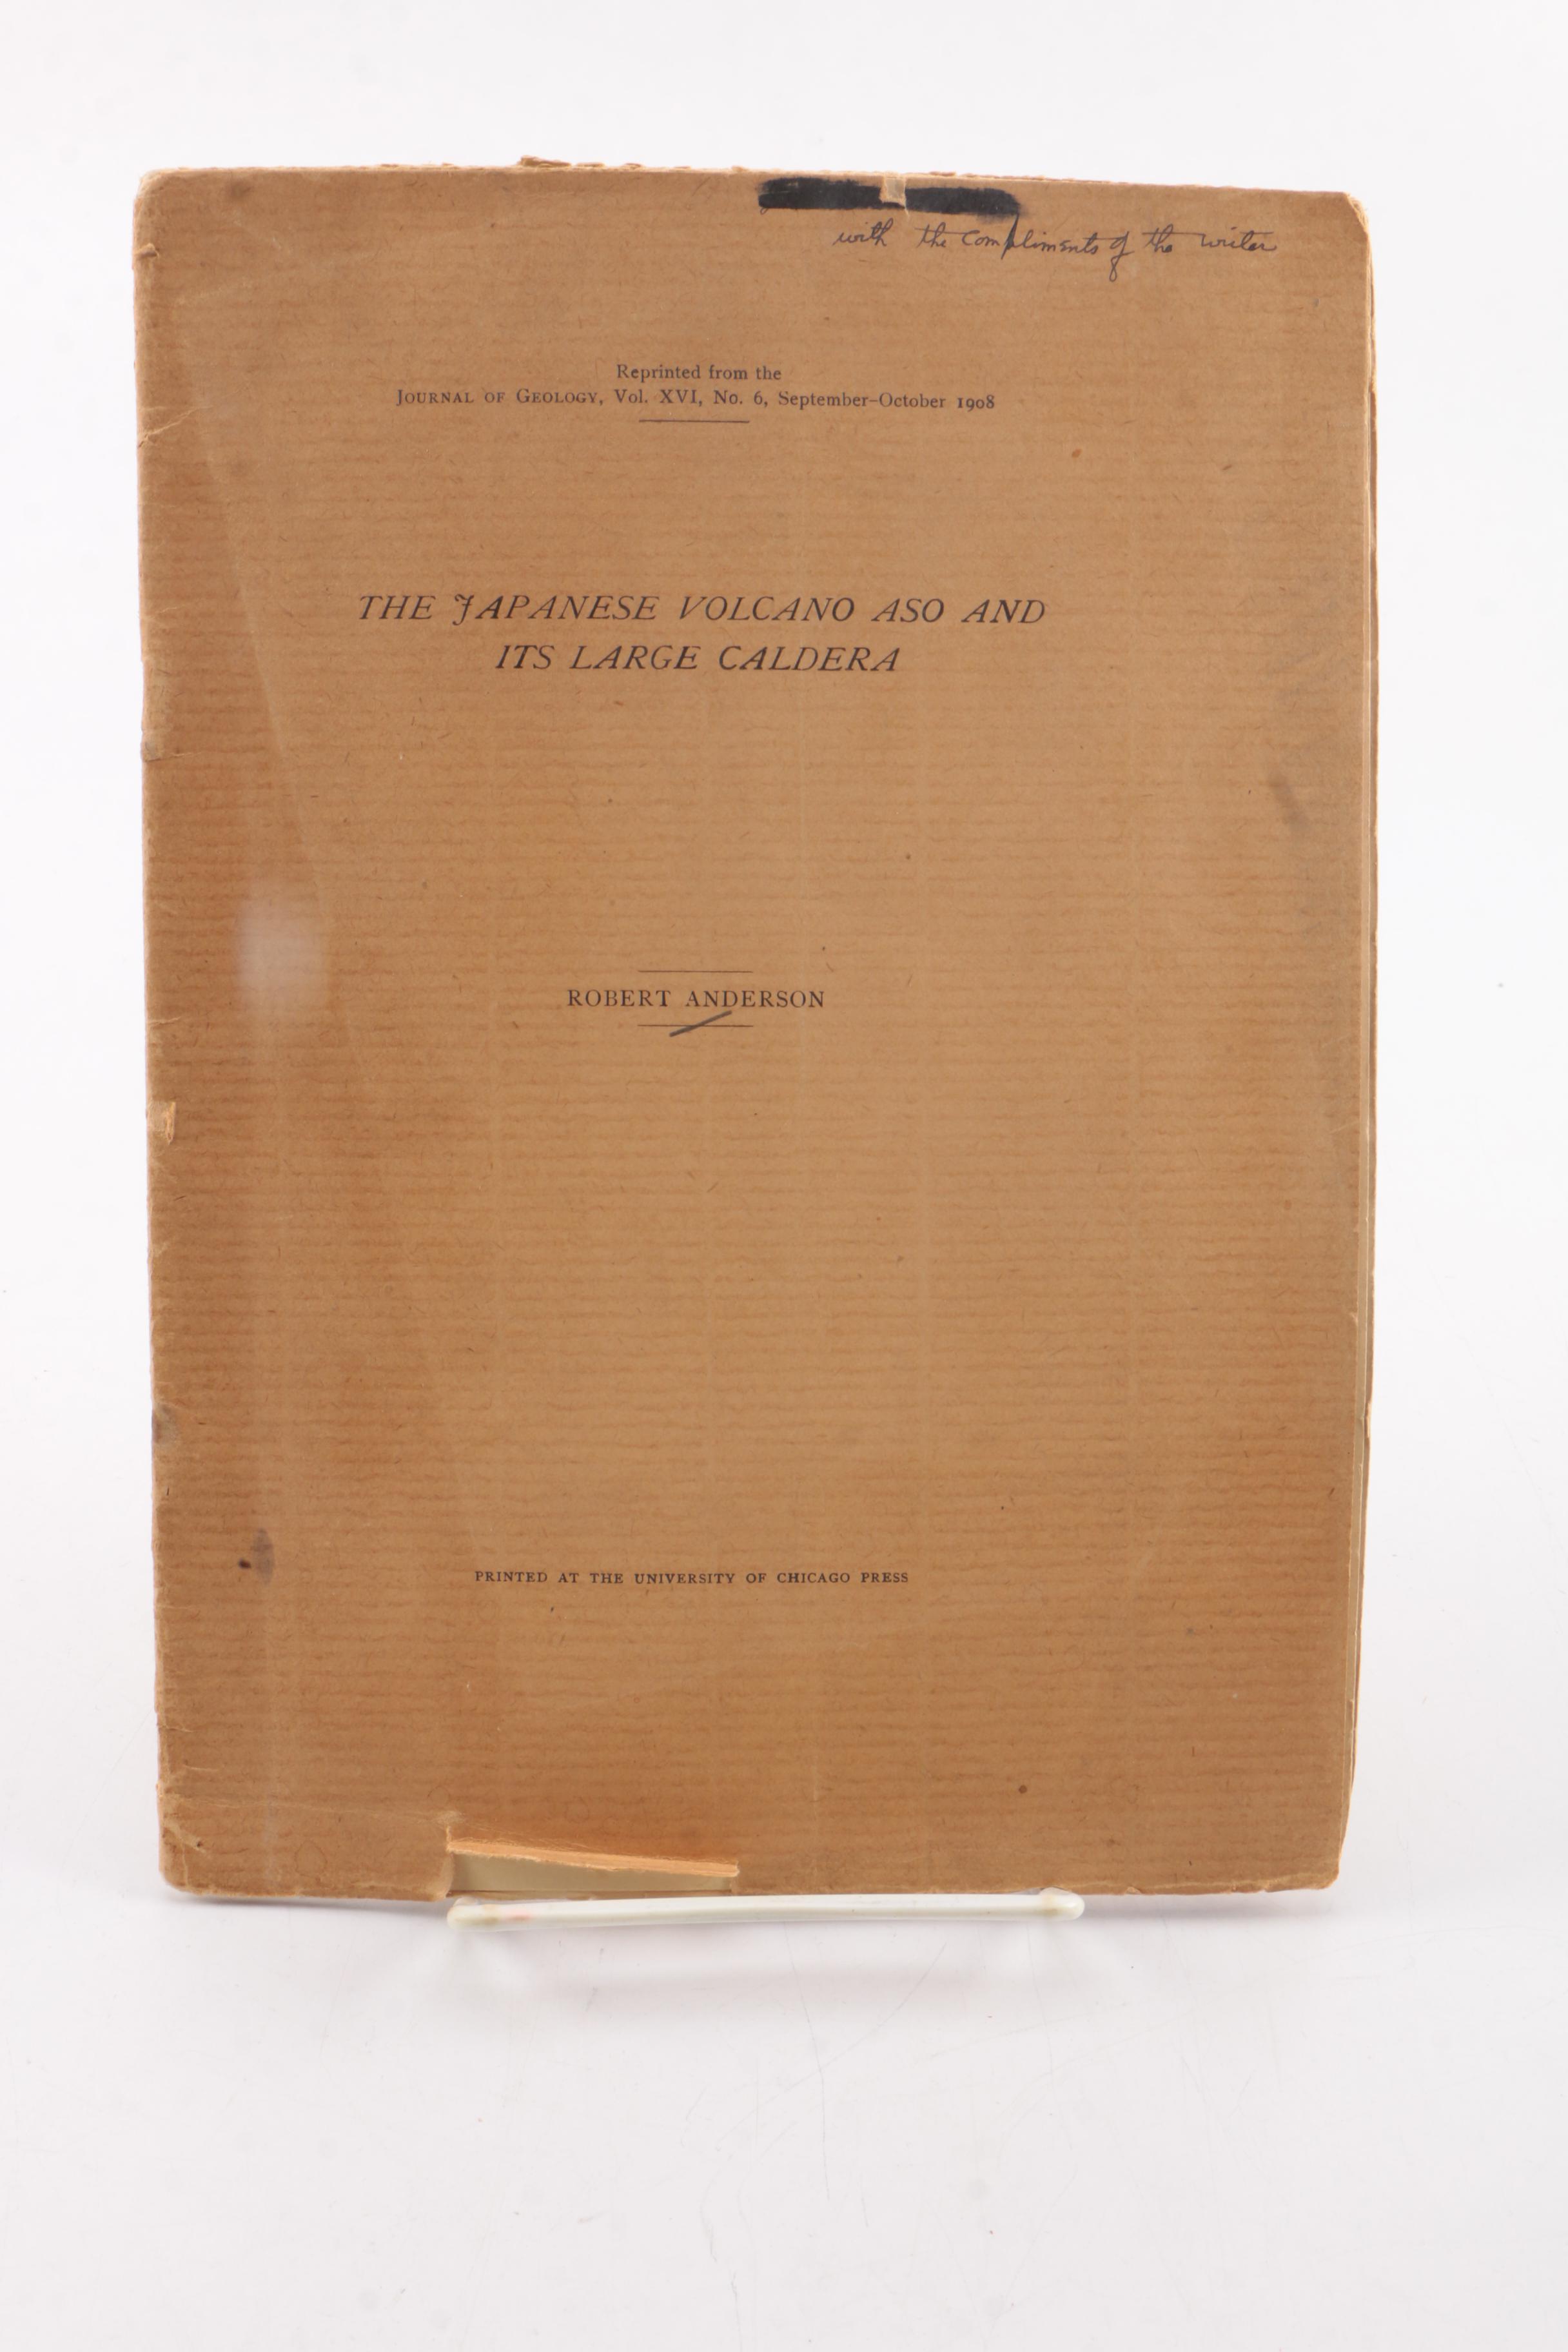 with the compliments of the writer
Reprinted from the
JOURNAL OF GEOLOGY, Vol. XVI, No. 6, September–October 1908
THE JAPANESE VOLCANO ASO AND
ITS LARGE CALDERA
ROBERT ANDERSON
PRINTED AT THE UNIVERSITY OF CHICAGO PRESS